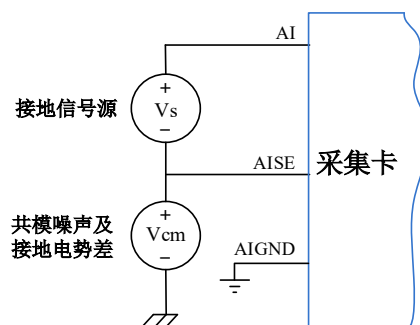 AI
+
接地信号源
Vs
−
AISE
采集卡
+
共模噪声及
接地电势差
Vcm
−
AIGND